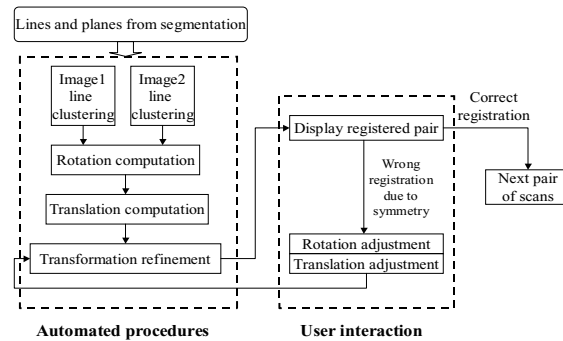 Lines and planes from segmentation
Image1
line
clustering
Image2
line
clustering
Rotation computation
Translation computation
Transformation refinement
Automated procedures
Display registered pair
Wrong
registration
due to
symmetry
Rotation adjustment
Translation adjustment
User interaction
Correct
registration
Next pair
of scans